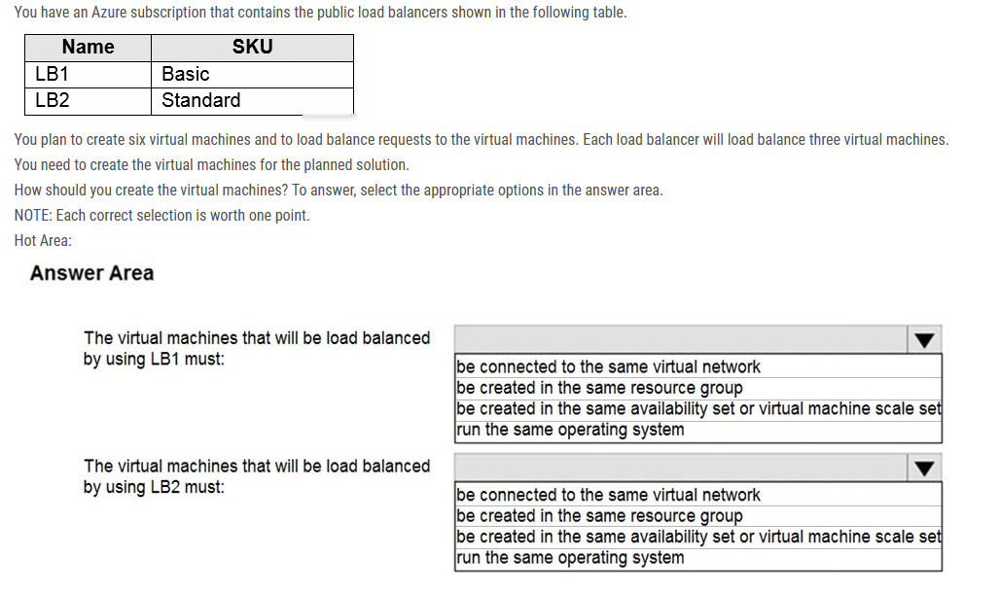 You have an Azure subscription that contains the public load balancers shown in the following table.
Name SKU
LB1 Basic
LB2 Standard
You plan to create six virtual machines and to load balance requests to the virtual machines. Each load balancer will load balance three virtual machines.
You need to create the virtual machines for the planned solution.
How should you create the virtual machines? To answer, select the appropriate options in the answer area.
NOTE: Each correct selection is worth one point.
Hot Area:
Answer Area
The virtual machines that will be load balanced
by using LB1 must:
be connected to the same virtual network
be created in the same resource group
be created in the same availability set or virtual machine scale set
run the same operating system
The virtual machines that will be load balanced
by using LB2 must:
be connected to the same virtual network
be created in the same resource group
be created in the same availability set or virtual machine scale set
run the same operating system